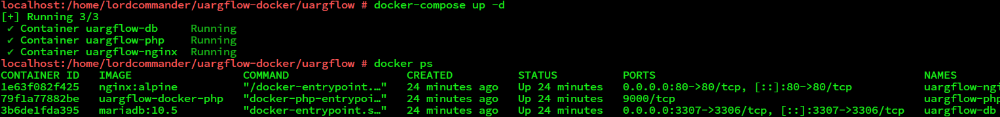 localhost:/home/lordcommander/uargflow-docker/uargflow # docker-compose up -d
[+] Running 3/3
✔ Container uargflow-db Running
✔ Container uargflow-php Running
✔ Container uargflow-nginx Running
localhost:/home/lordcommander/uargflow-docker/uargflow # docker ps
CONTAINER ID IMAGE COMMAND CREATED STATUS PORTS NAMES
1e63f082f425 nginx:alpine "/docker-entrypoint.…" 24 minutes ago Up 24 minutes 0.0.0.0:80->80/tcp, [::]:80->80/tcp uargflow-ngi
79f1a77882be uargflow-docker-php "docker-php-entrypoi…" 24 minutes ago Up 24 minutes 9000/tcp uargflow-php
3b6de1fda395 mariadb:10.5 "docker-entrypoint.s…" 24 minutes ago Up 24 minutes 0.0.0.0:3307->3306/tcp, [::]:3307->3306/tcp uargflow-db